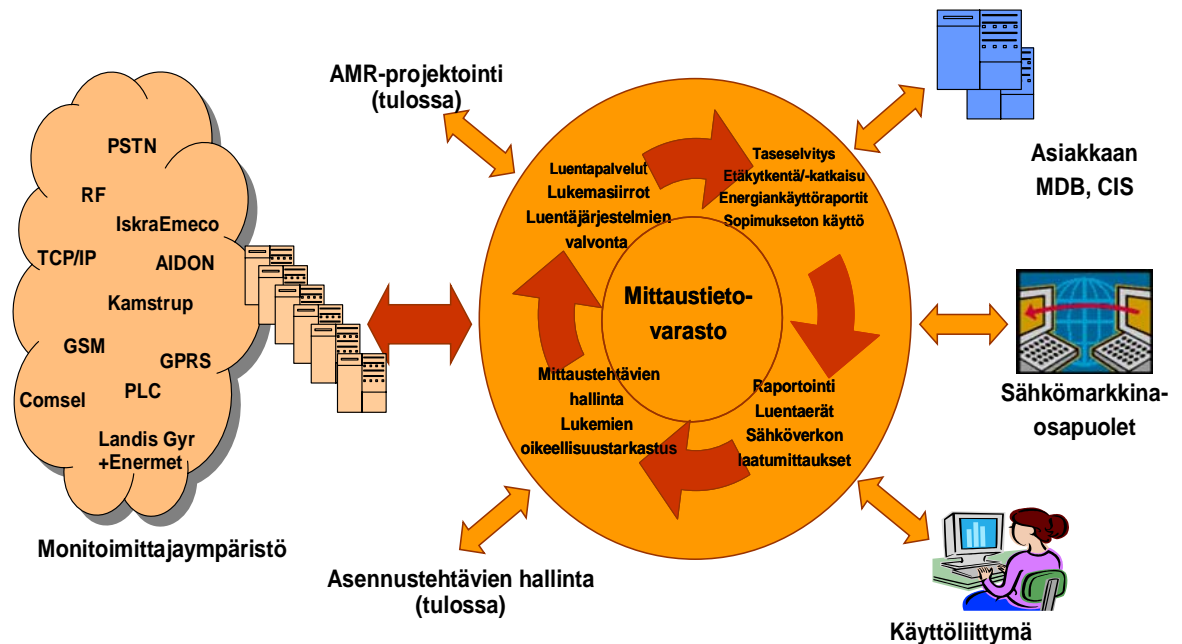 PSTN
RF
IskraEmeco
TCP/IP
AIDON
Kamstrup
GSM
GPRS
Comsel
PLC
Landis Gyr
+Enermet
Monitoimittajaympäristö
AMR-projektointi
(tulossa)
Luentapalvelut
Lukemasiirrot
Luentäjärjestelmien
valvonta
Taseselvitys
Etäkytkentä/-katkaisu
Energiankäyttöraportit
Sopimukseton käyttö
Mittaustieto-
varasto
Mittaustehtävien
hallinta
Lukemien
oikeellisuustarkastus
Raportointi
Luentaerät
Sähköverkon
laatumittaukset
Asennustehtävien hallinta
(tulossa)
Asiakkaan
MDB, CIS
Sähkömarkkina-
osapuolet
Käyttöliittymä